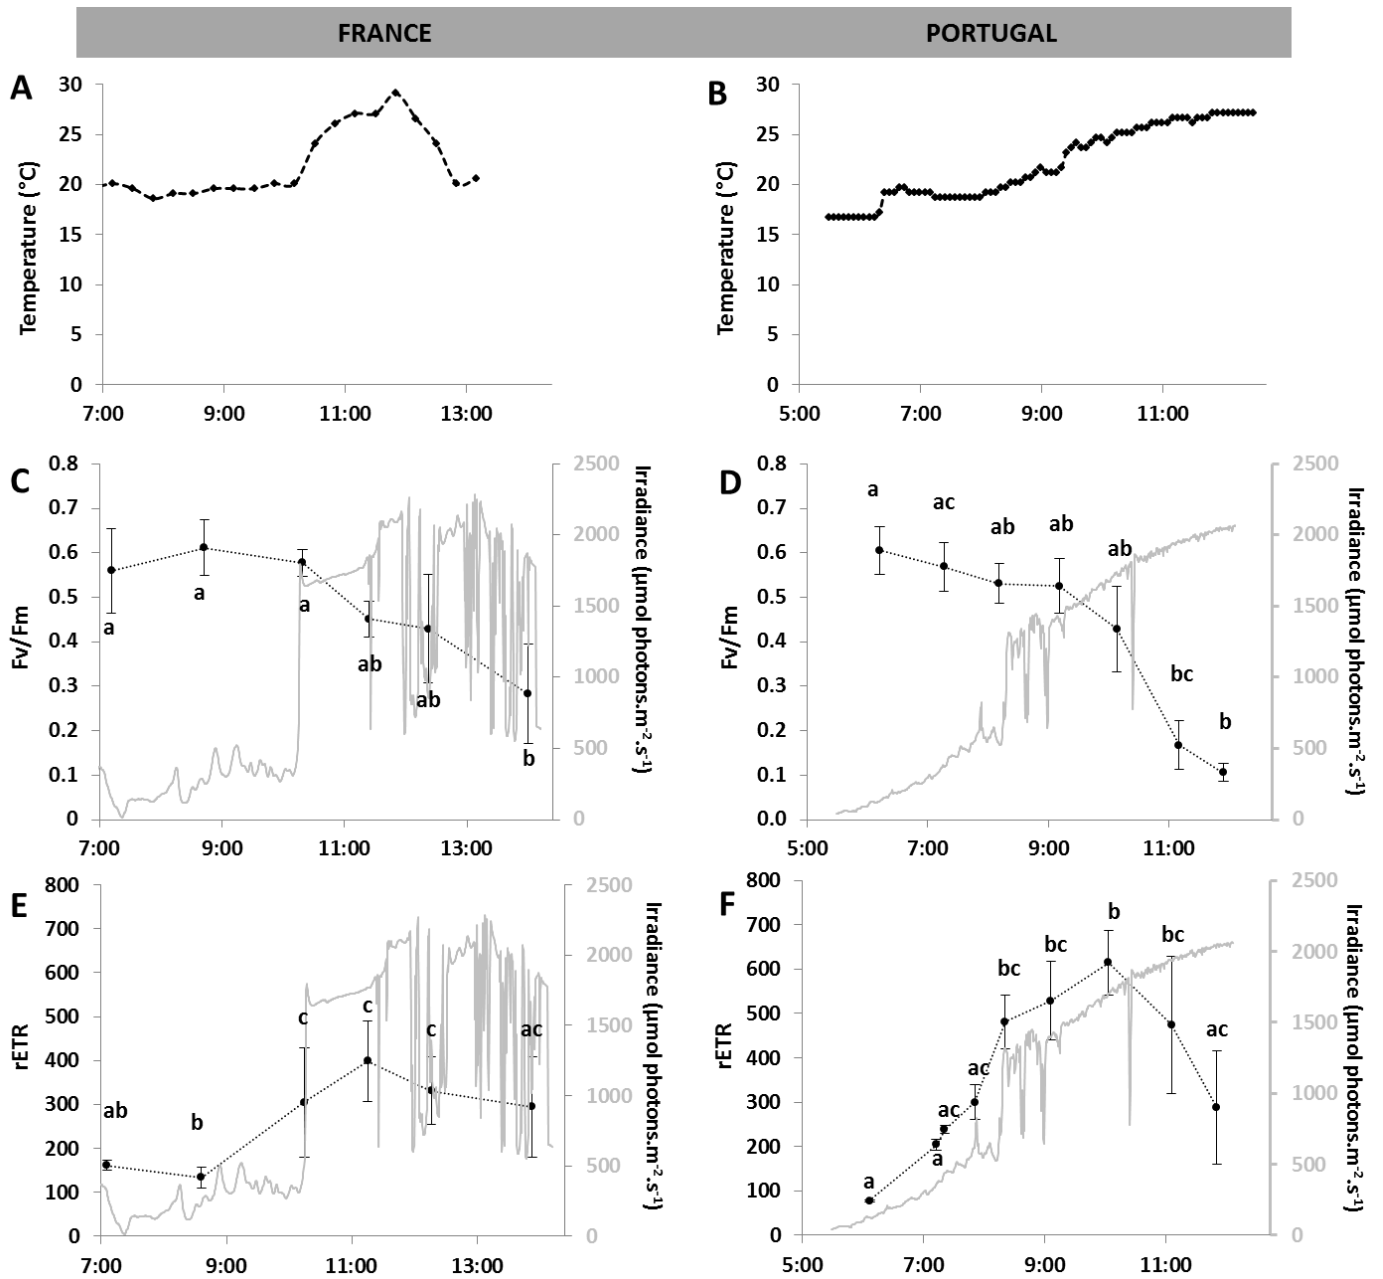 FRANCE
PORTUGAL
A
30
25
20
15
10
5
0
Temperature (°C)
7:00 9:00 11:00 13:00
B
30
25
20
15
10
5
0
Temperature (°C)
5:00 7:00 9:00 11:00
C
0.8
0.7
0.6
0.5
0.4
0.3
0.2
0.1
0
Fv/Fm
a
a
a
ab
ab
b
2500
2000
1500
1000
500
0
Irradiance (µmol photons.m⁻².s⁻¹)
7:00 9:00 11:00 13:00
D
0.8
0.7
0.6
0.5
0.4
0.3
0.2
0.1
0.0
Fv/Fm
a
ac
ab
ab
ab
bc
b
2500
2000
1500
1000
500
0
Irradiance (µmol photons.m⁻².s⁻¹)
5:00 7:00 9:00 11:00
E
800
700
600
500
400
300
200
100
0
rETR
ab
b
c
c
c
ac
2500
2000
1500
1000
500
0
Irradiance (µmol photons.m⁻².s⁻¹)
7:00 9:00 11:00 13:00
F
800
700
600
500
400
300
200
100
0
rETR
a
a
ac
ac
bc
bc
b
bc
ac
2500
2000
1500
1000
500
0
Irradiance (µmol photons.m⁻².s⁻¹)
5:00 7:00 9:00 11:00